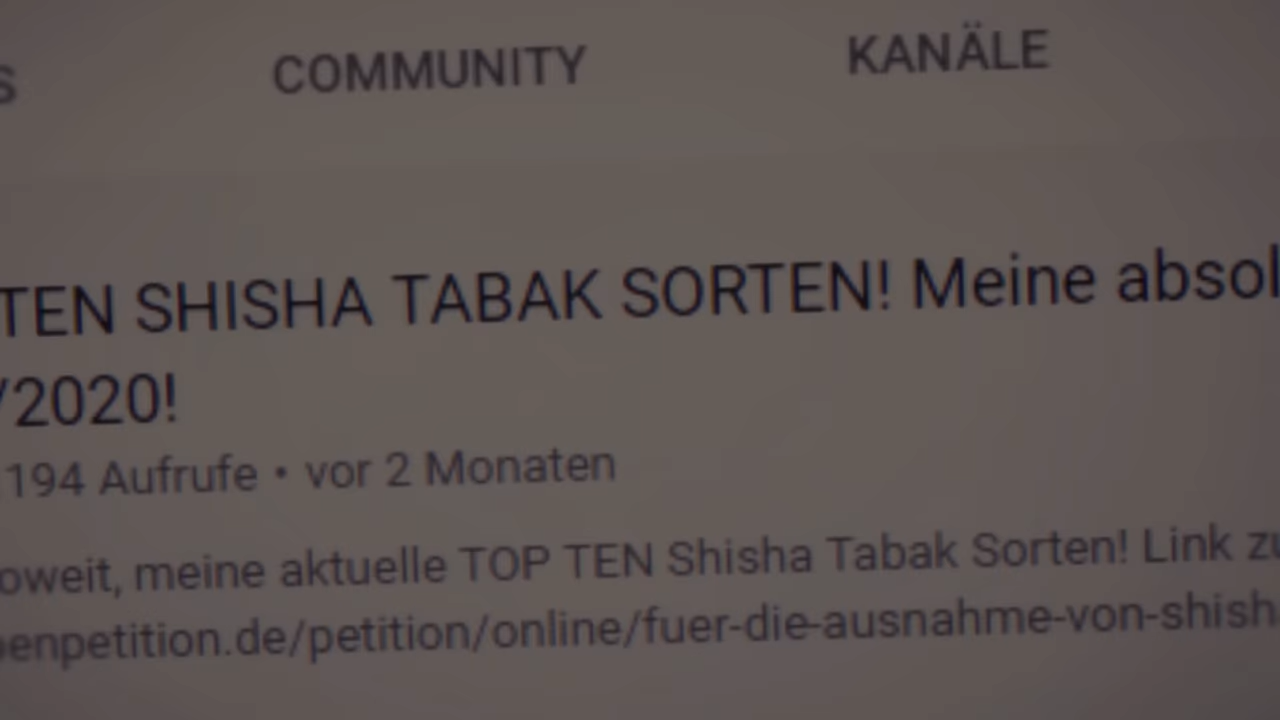 COMMUNITY KANÄLE
TEN SHISHA TABAK SORTEN! Meine absol
/2020!
194 Aufrufe • vor 2 Monaten
oweit, meine aktuelle TOP TEN Shisha Tabak Sorten! Link zu
enpetition.de/petition/online/fuer-die-ausnahme-von-shish